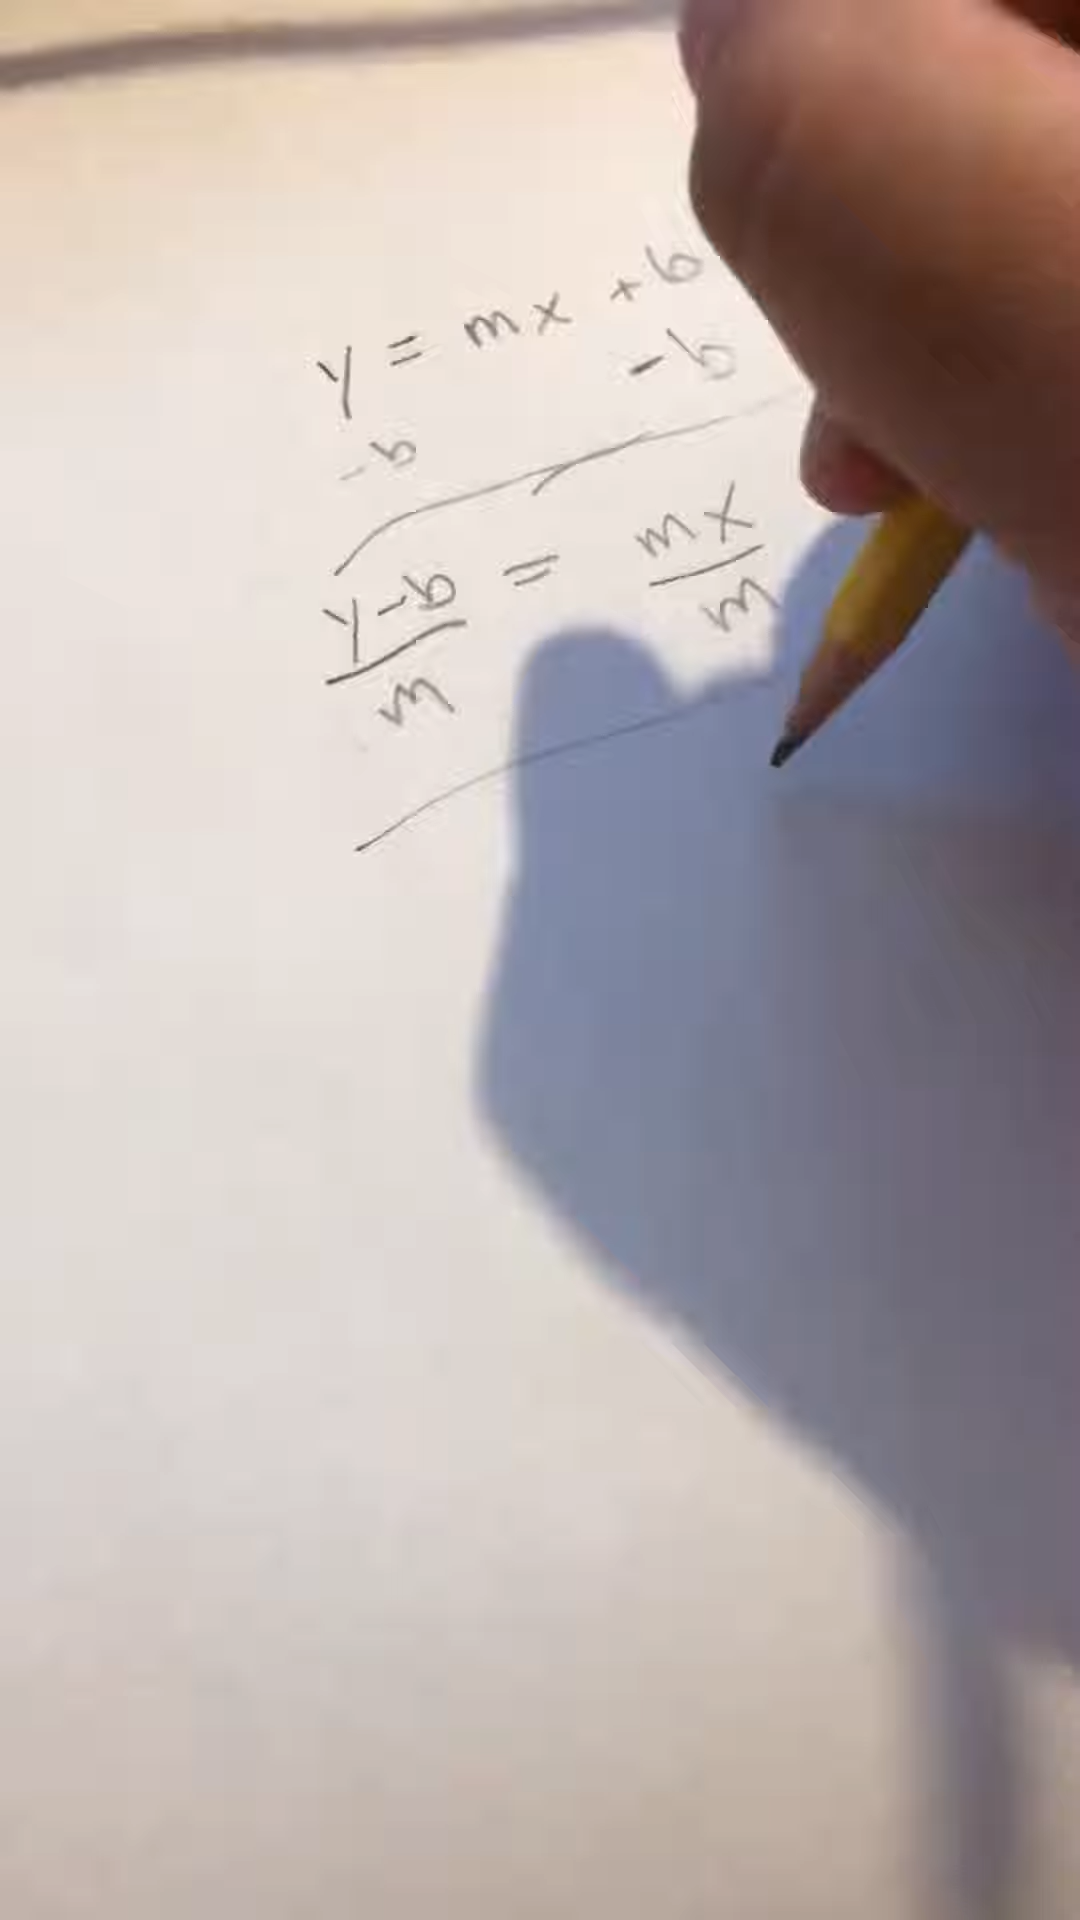 y = mx + b
-b -b
y-b = mx
m m